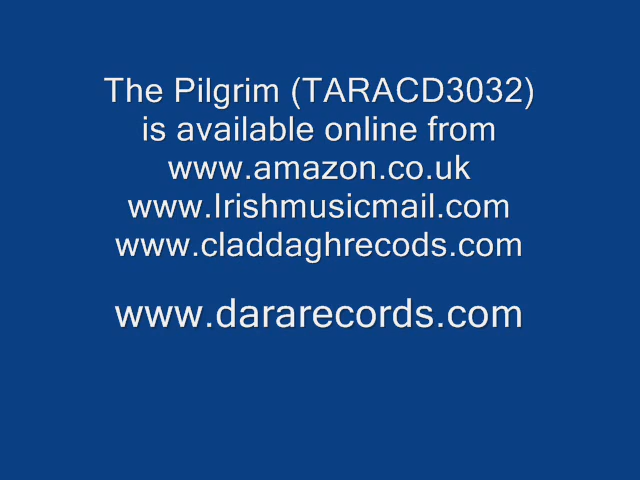 The Pilgrim (TARACD3032)
is available online from
www.amazon.co.uk
www.Irishmusicmail.com
www.claddaghrecods.com
www.dararecords.com